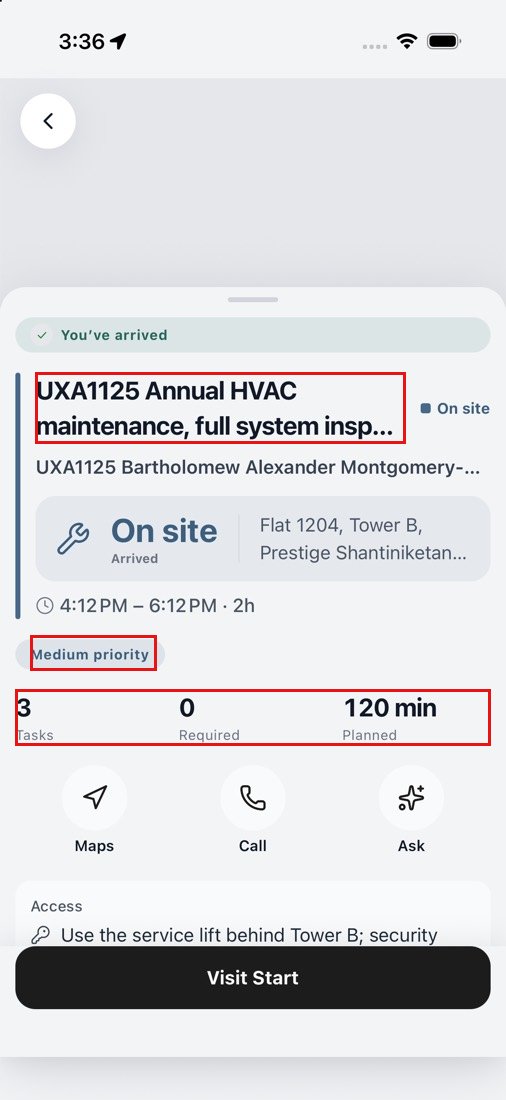 3:36
You’ve arrived
UXA1125 Annual HVAC
maintenance, full system insp...
On site
UXA1125 Bartholomew Alexander Montgomery-...
On site
Arrived
Flat 1204, Tower B,
Prestige Shantiniketan...
4:12 PM – 6:12 PM · 2h
Medium priority
3
Tasks
0
Required
120 min
Planned
Maps
Call
Ask
Access
Use the service lift behind Tower B; security
Visit Start